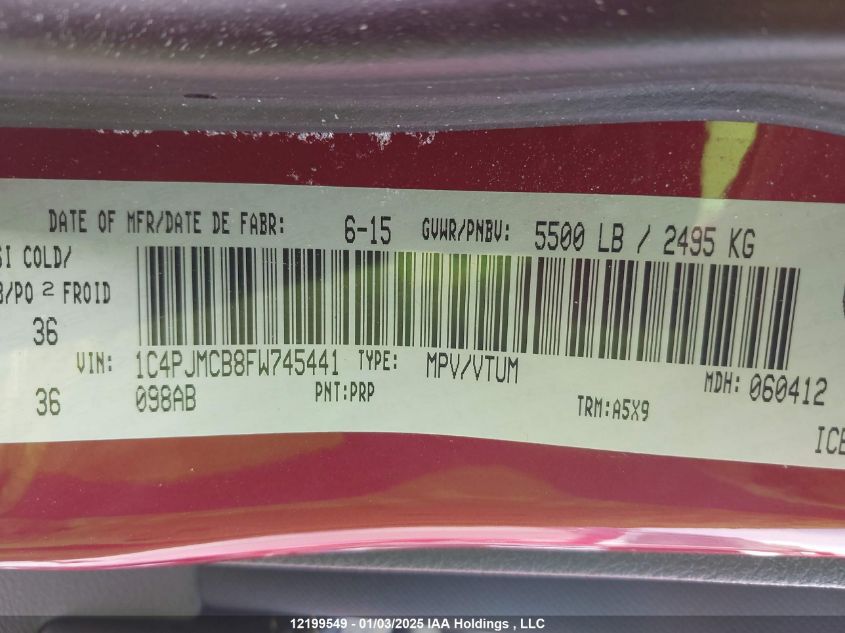 DATE OF MFR/DATE DE FABR: 6-15 GVWR/PNBV: 5500 LB / 2495 KG
SI COLD/
B/PO 2 FROID
36
VIN: 1C4PJMCB8FW745441 TYPE: MPV/VTUM MDH: 060412
36 098AB PNT:PRP TRM:A5X9
ICE
12199549 - 01/03/2025 IAA Holdings , LLC